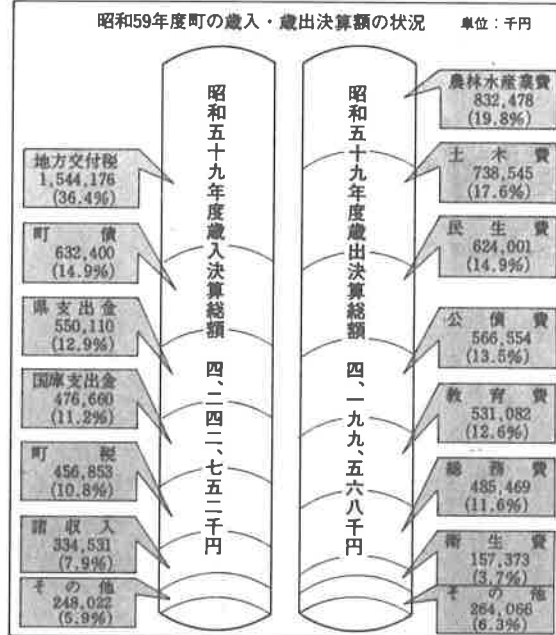 昭和59年度町の歳入・歳出決算額の状況 単位：千円
昭和五十九年度歳入決算総額 四、二四二、七五二千円
地方交付税
1,544,176
(36.4%)
町債
632,400
(14.9%)
県支出金
550,110
(12.9%)
国庫支出金
476,660
(11.2%)
町税
456,853
(10.8%)
諸収入
334,531
(7.9%)
その他
248,022
(5.9%)
昭和五十九年度歳出決算総額 四、一九九、五六八千円
農林水産業費
832,478
(19.8%)
土木費
738,545
(17.6%)
民生費
624,001
(14.9%)
公債費
566,554
(13.5%)
教育費
531,082
(12.6%)
総務費
485,469
(11.6%)
衛生費
157,373
(3.7%)
その他
264,066
(6.3%)